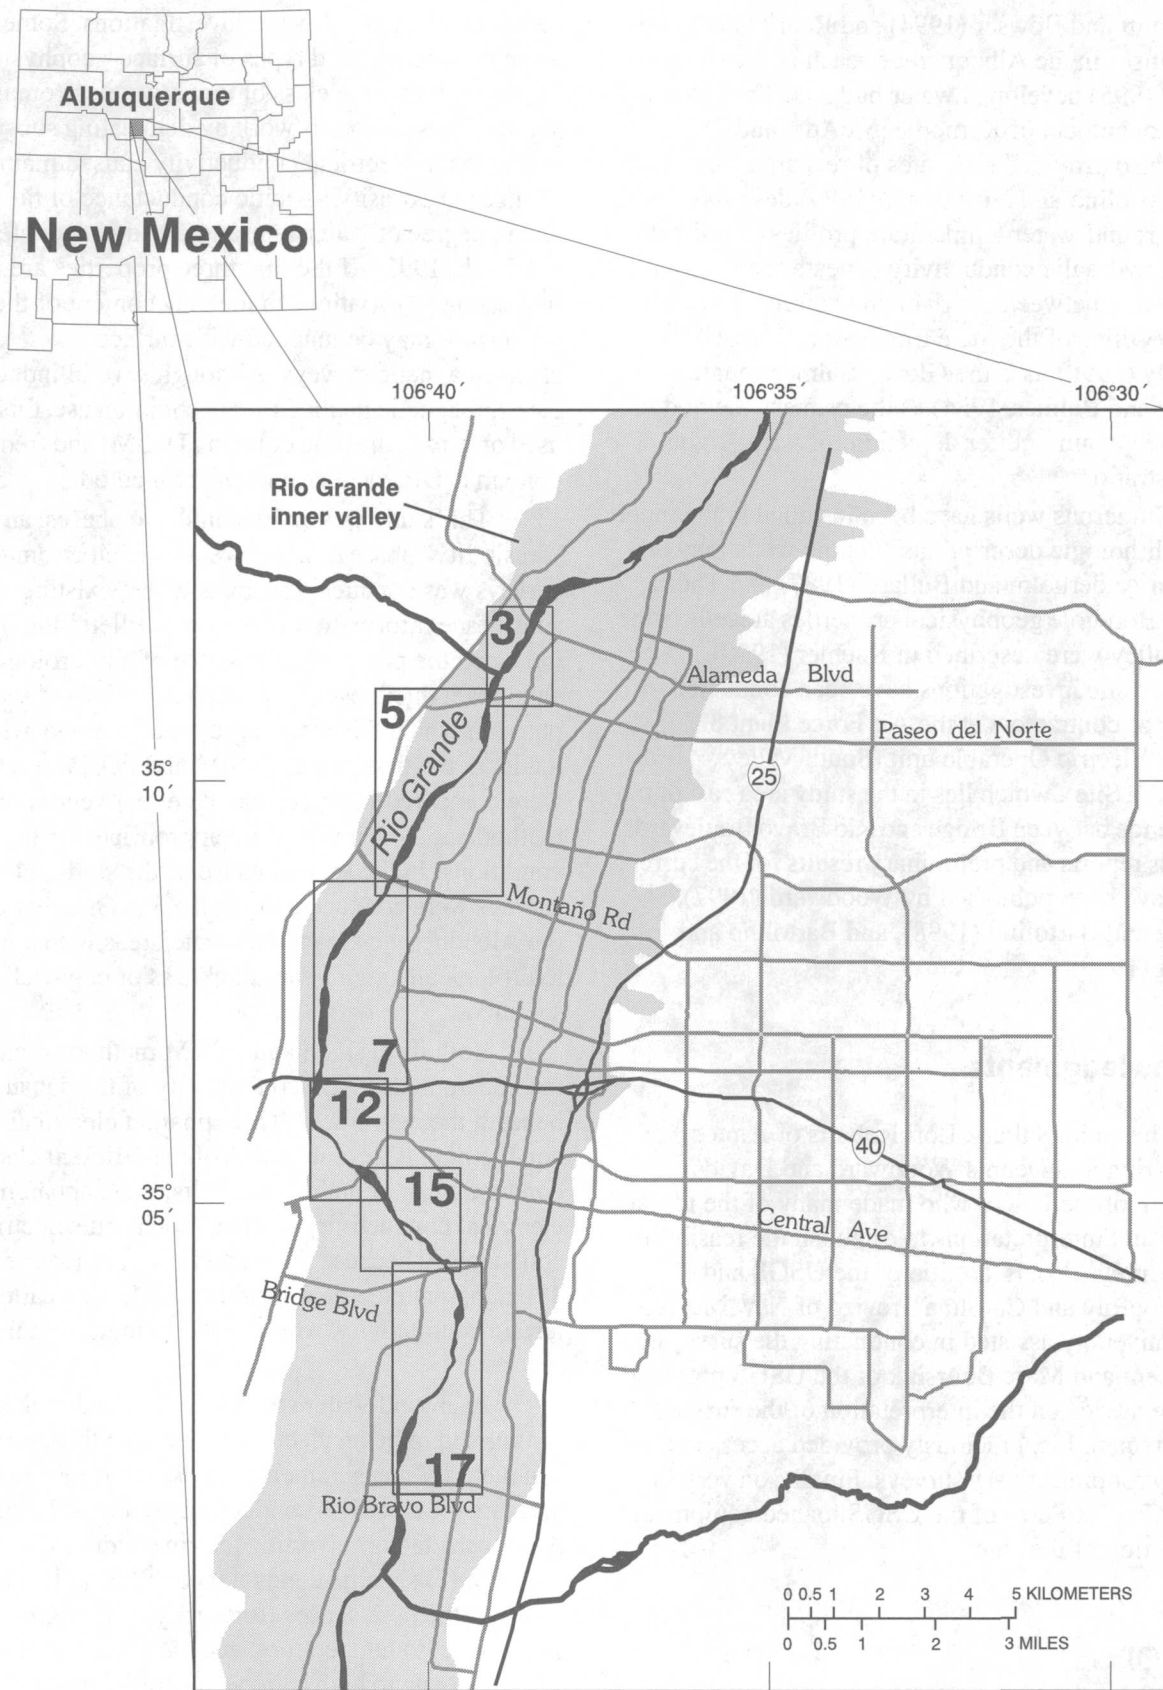 Albuquerque
New Mexico
106°40´
106°35´
106°30´
Rio Grande
inner valley
3
Alameda Blvd
5
Paseo del Norte
Rio Grande
25
35°
10´
Montaño Rd
7
12
40
15
35°
05´
Central Ave
Bridge Blvd
17
Rio Bravo Blvd
0 0.5 1 2 3 4 5 KILOMETERS
0 0.5 1 2 3 MILES